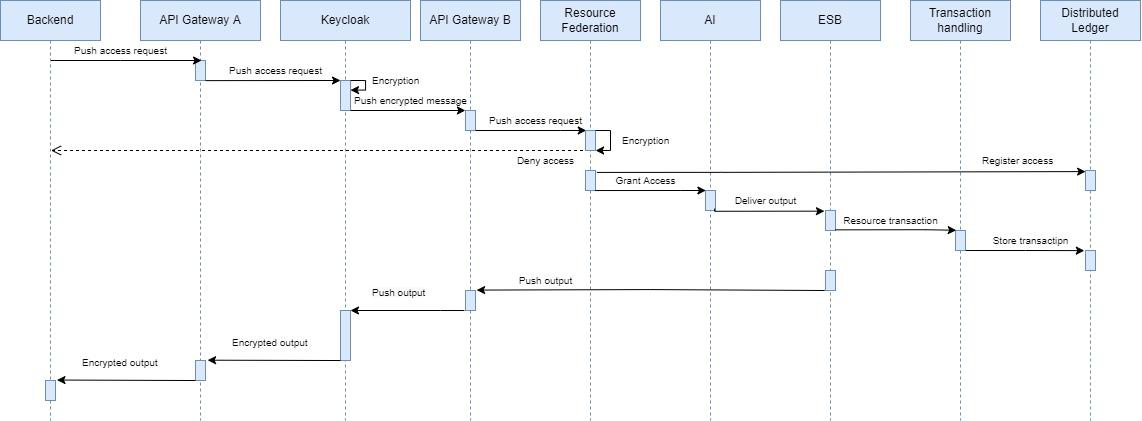 Backend
API Gateway A
Keycloak
API Gateway B
Resource
Federation
AI
ESB
Transaction
handling
Distributed
Ledger
Push access request
Push access request
Encryption
Push encrypted message
Push access request
Encryption
Deny access
Register access
Grant Access
Deliver output
Resource transaction
Store transactipn
Push output
Push output
Encrypted output
Encrypted output